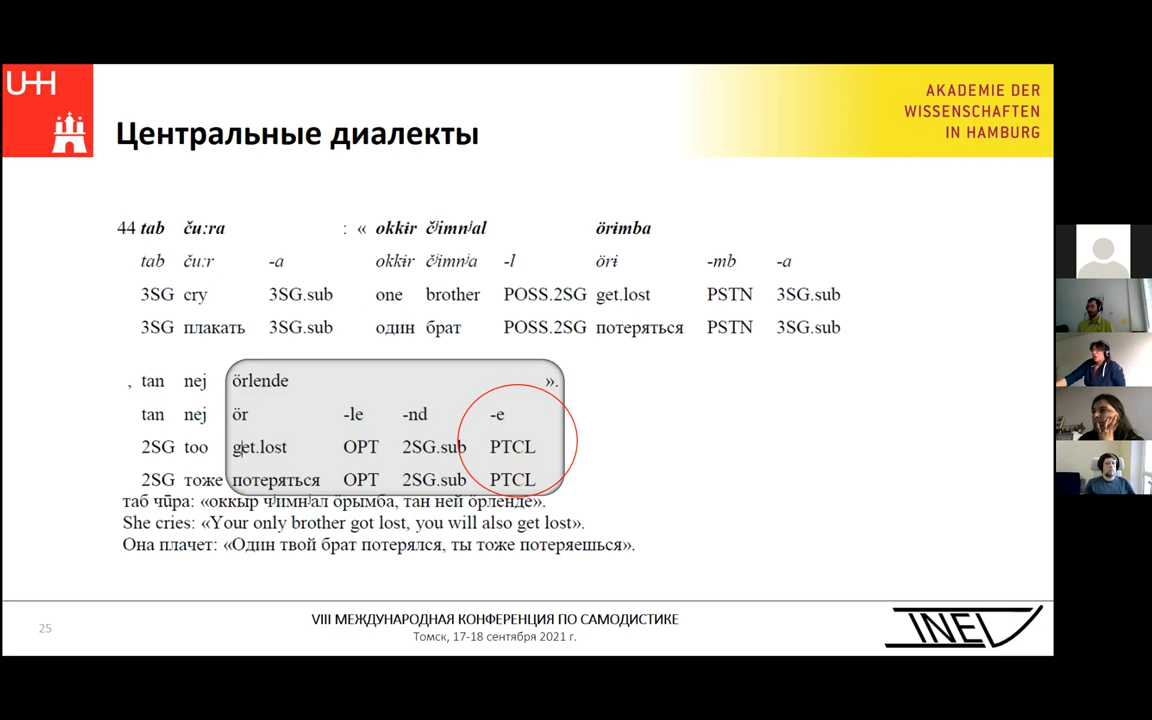 UHH
AKADEMIE DER
WISSENSCHAFTEN
IN HAMBURG
Центральные диалекты
44 tab ču:ra : « okkɨr čʲimnʲal örɨmba
tab ču:r -a okkɨr čʲimnʲa -l örɨ -mb -a
3SG cry 3SG.sub one brother POSS.2SG get.lost PSTN 3SG.sub
3SG плакать 3SG.sub один брат POSS.2SG потеряться PSTN 3SG.sub
, tan nej örlende ».
tan nej ör -le -nd -e
2SG too get.lost OPT 2SG.sub PTCL
2SG тоже потеряться OPT 2SG.sub PTCL
таб чӯра: «оккыр чʲимнʲал ӧрымба, тан ней ӧрленде».
She cries: «Your only brother got lost, you will also get lost».
Она плачет: «Один твой брат потерялся, ты тоже потеряешься».
25
VIII МЕЖДУНАРОДНАЯ КОНФЕРЕНЦИЯ ПО САМОДИСТИКЕ
Томск, 17-18 сентября 2021 г.
INEL